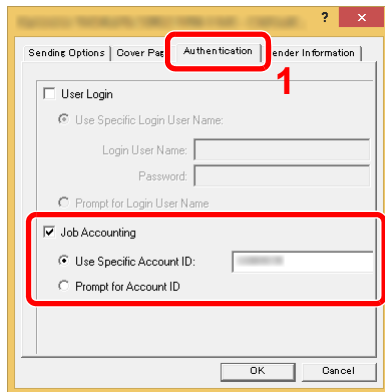 ? ×
Sending Options Cover Pag Authentication ender Information
1
User Login
Use Specific Login User Name:
Login User Name:
Password:
Prompt for Login User Name
Job Accounting
Use Specific Account ID:
Prompt for Account ID
OK Cancel